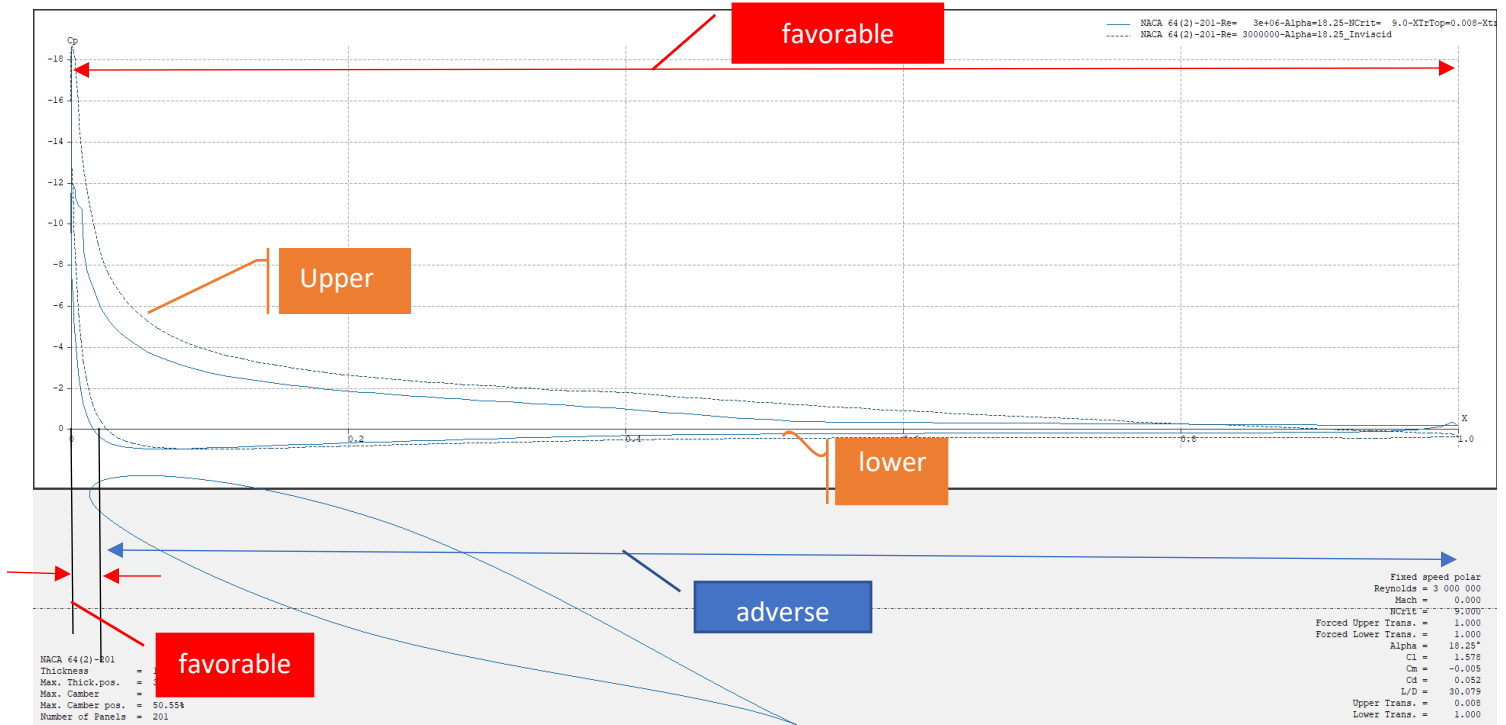 favorable
NACA 64(2)-201-Re= 3e+06-Alpha=18.25-NCrit= 9.0-XTrTop=0.008-Xtr
NACA 64(2)-201-Re= 3000000-Alpha=18.25_Inviscid
Cp
-18
-16
-14
-12
-10
-8
-6
-4
-2
0
Upper
X
0
0.2
0.4
0.8
1.0
lower
adverse
favorable
Fixed speed polar
Reynolds = 3 000 000
Mach = 0.000
NCrit = 9.000
Forced Upper Trans. = 1.000
Forced Lower Trans. = 1.000
Alpha = 18.25°
Cl = 1.578
Cm = -0.005
Cd = 0.052
L/D = 30.079
Upper Trans. = 0.008
Lower Trans. = 1.000
NACA 64(2)-201
Thickness =
Max. Thick.pos. =
Max. Camber =
Max. Camber pos. = 50.55%
Number of Panels = 201